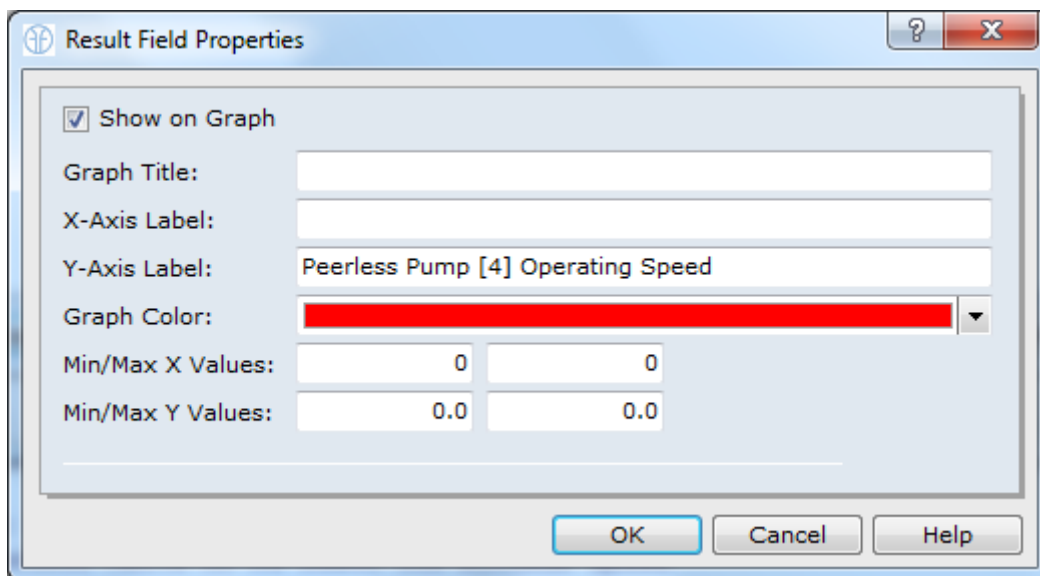 Result Field Properties
Show on Graph
Graph Title:
X-Axis Label:
Y-Axis Label: Peerless Pump [4] Operating Speed
Graph Color:
Min/Max X Values: 0 0
Min/Max Y Values: 0.0 0.0
OK Cancel Help